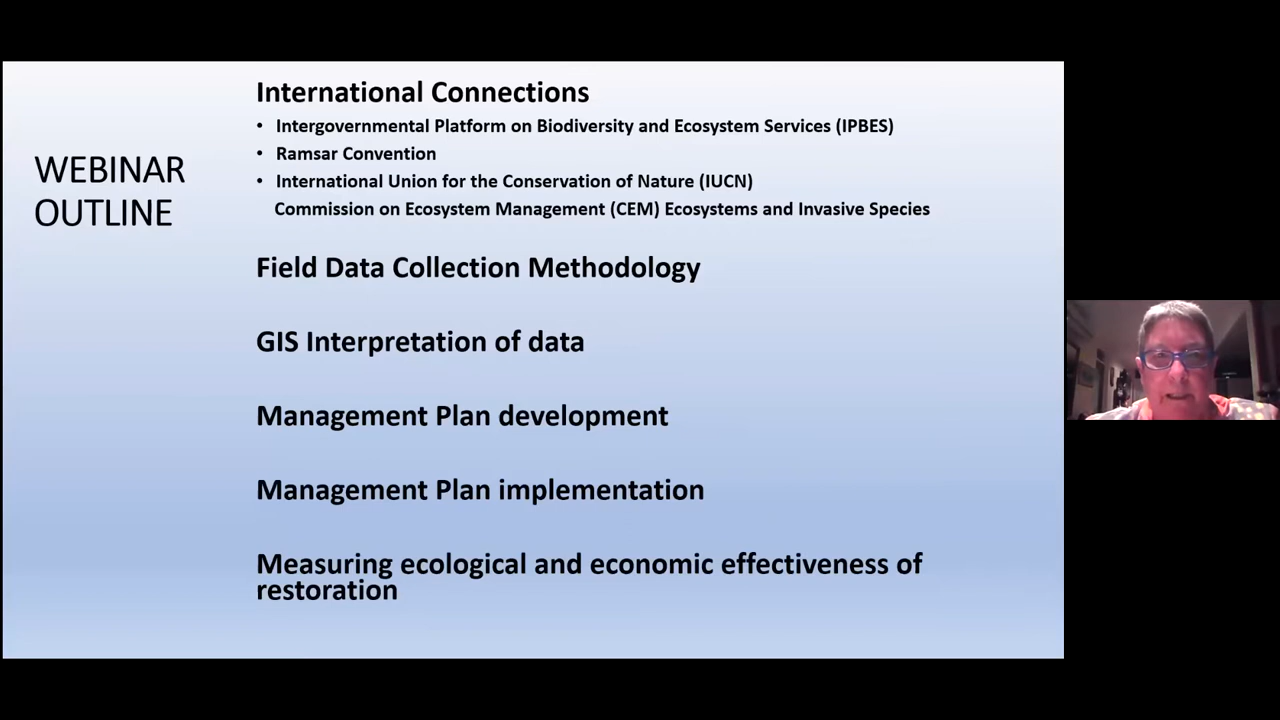 WEBINAR
OUTLINE
International Connections
• Intergovernmental Platform on Biodiversity and Ecosystem Services (IPBES)
• Ramsar Convention
• International Union for the Conservation of Nature (IUCN)
Commission on Ecosystem Management (CEM) Ecosystems and Invasive Species
Field Data Collection Methodology
GIS Interpretation of data
Management Plan development
Management Plan implementation
Measuring ecological and economic effectiveness of
restoration